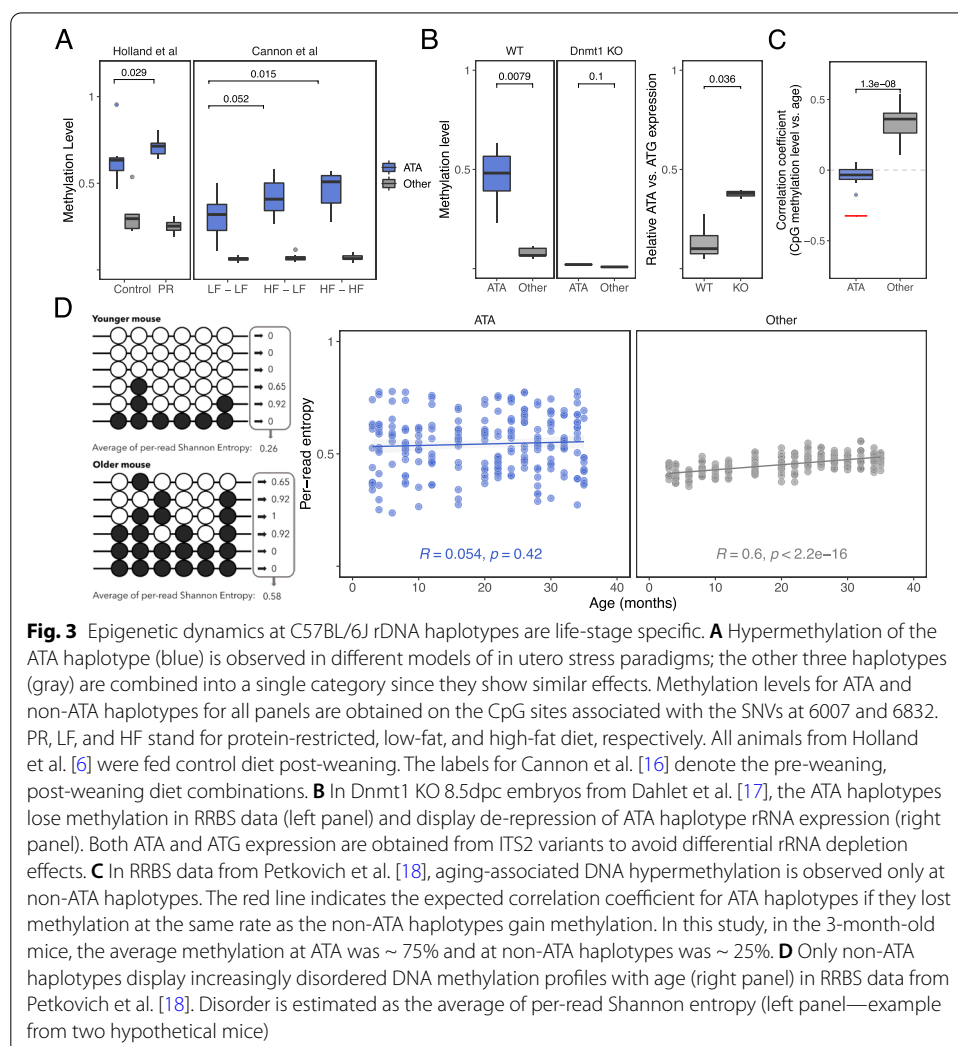 A
Holland et al
Cannon et al
0.029
0.015
0.052
1
0.5
Methylation Level
Control PR
LF – LF
HF – LF
HF – HF
ATA
Other
B
WT
Dnmt1 KO
0.0079
0.1
1
0.5
0
Methylation level
ATA Other
ATA Other
0.036
1
0.5
0
Relative ATA vs. ATG expression
WT KO
C
1.3e−08
0.5
0
−0.5
Correlation coefficient
(CpG methylation level vs. age)
ATA Other
D
Younger mouse
0
0
0
0.65
0.92
0
Average of per-read Shannon Entropy: 0.26
Older mouse
0.65
0.92
1
0.92
0
0
Average of per-read Shannon Entropy: 0.58
ATA
Other
1
0.5
0
Per-read entropy
R = 0.054, p = 0.42
R = 0.6, p < 2.2e−16
0 10 20 30 40
0 10 20 30 40
Age (months)
Fig. 3 Epigenetic dynamics at C57BL/6J rDNA haplotypes are life-stage specific. A Hypermethylation of the
ATA haplotype (blue) is observed in different models of in utero stress paradigms; the other three haplotypes
(gray) are combined into a single category since they show similar effects. Methylation levels for ATA and
non-ATA haplotypes for all panels are obtained on the CpG sites associated with the SNVs at 6007 and 6832.
PR, LF, and HF stand for protein-restricted, low-fat, and high-fat diet, respectively. All animals from Holland
et al. [6] were fed control diet post-weaning. The labels for Cannon et al. [16] denote the pre-weaning,
post-weaning diet combinations. B In Dnmt1 KO 8.5dpc embryos from Dahlet et al. [17], the ATA haplotypes
lose methylation in RRBS data (left panel) and display de-repression of ATA haplotype rRNA expression (right
panel). Both ATA and ATG expression are obtained from ITS2 variants to avoid differential rRNA depletion
effects. C In RRBS data from Petkovich et al. [18], aging-associated DNA hypermethylation is observed only at
non-ATA haplotypes. The red line indicates the expected correlation coefficient for ATA haplotypes if they lost
methylation at the same rate as the non-ATA haplotypes gain methylation. In this study, in the 3-month-old
mice, the average methylation at ATA was ~ 75% and at non-ATA haplotypes was ~ 25%. D Only non-ATA
haplotypes display increasingly disordered DNA methylation profiles with age (right panel) in RRBS data from
Petkovich et al. [18]. Disorder is estimated as the average of per-read Shannon entropy (left panel—example
from two hypothetical mice)